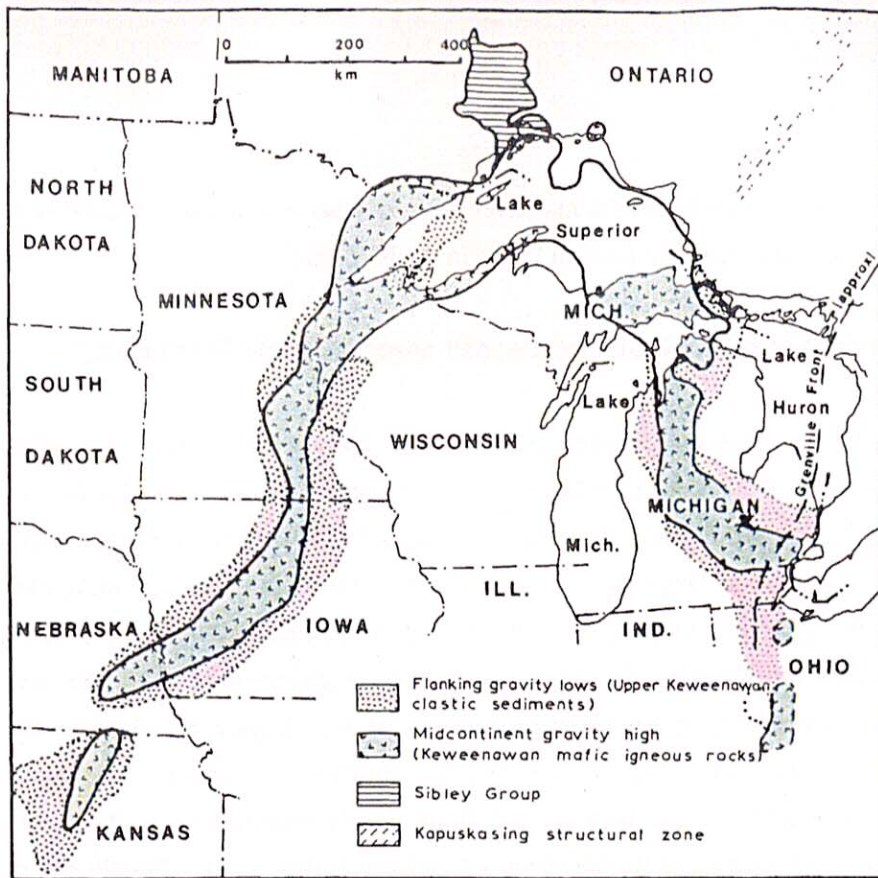 0 200 400
km
MANITOBA
ONTARIO
NORTH
DAKOTA
Lake
Superior
MINNESOTA
MICH.
(approx)
Grenville Front
Lake
Huron
SOUTH
DAKOTA
Lake
WISCONSIN
MICHIGAN
Mich.
ILL.
NEBRASKA
IOWA
IND.
OHIO
Flanking gravity lows (Upper Keweenawan
clastic sediments)
Midcontinent gravity high
(Keweenawan mafic igneous rocks)
Sibley Group
Kapuskasing structural zone
KANSAS